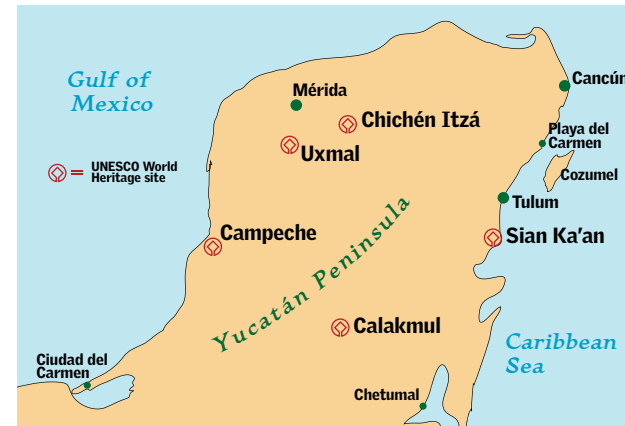 Gulf of
Mexico
Mérida
Cancún
Chichén Itzá
Playa del
Carmen
Uxmal
= UNESCO World
Heritage site
Cozumel
Tulum
Campeche
Sian Ka'an
Yucatán Peninsula
Calakmul
Caribbean
Sea
Ciudad del
Carmen
Chetumal